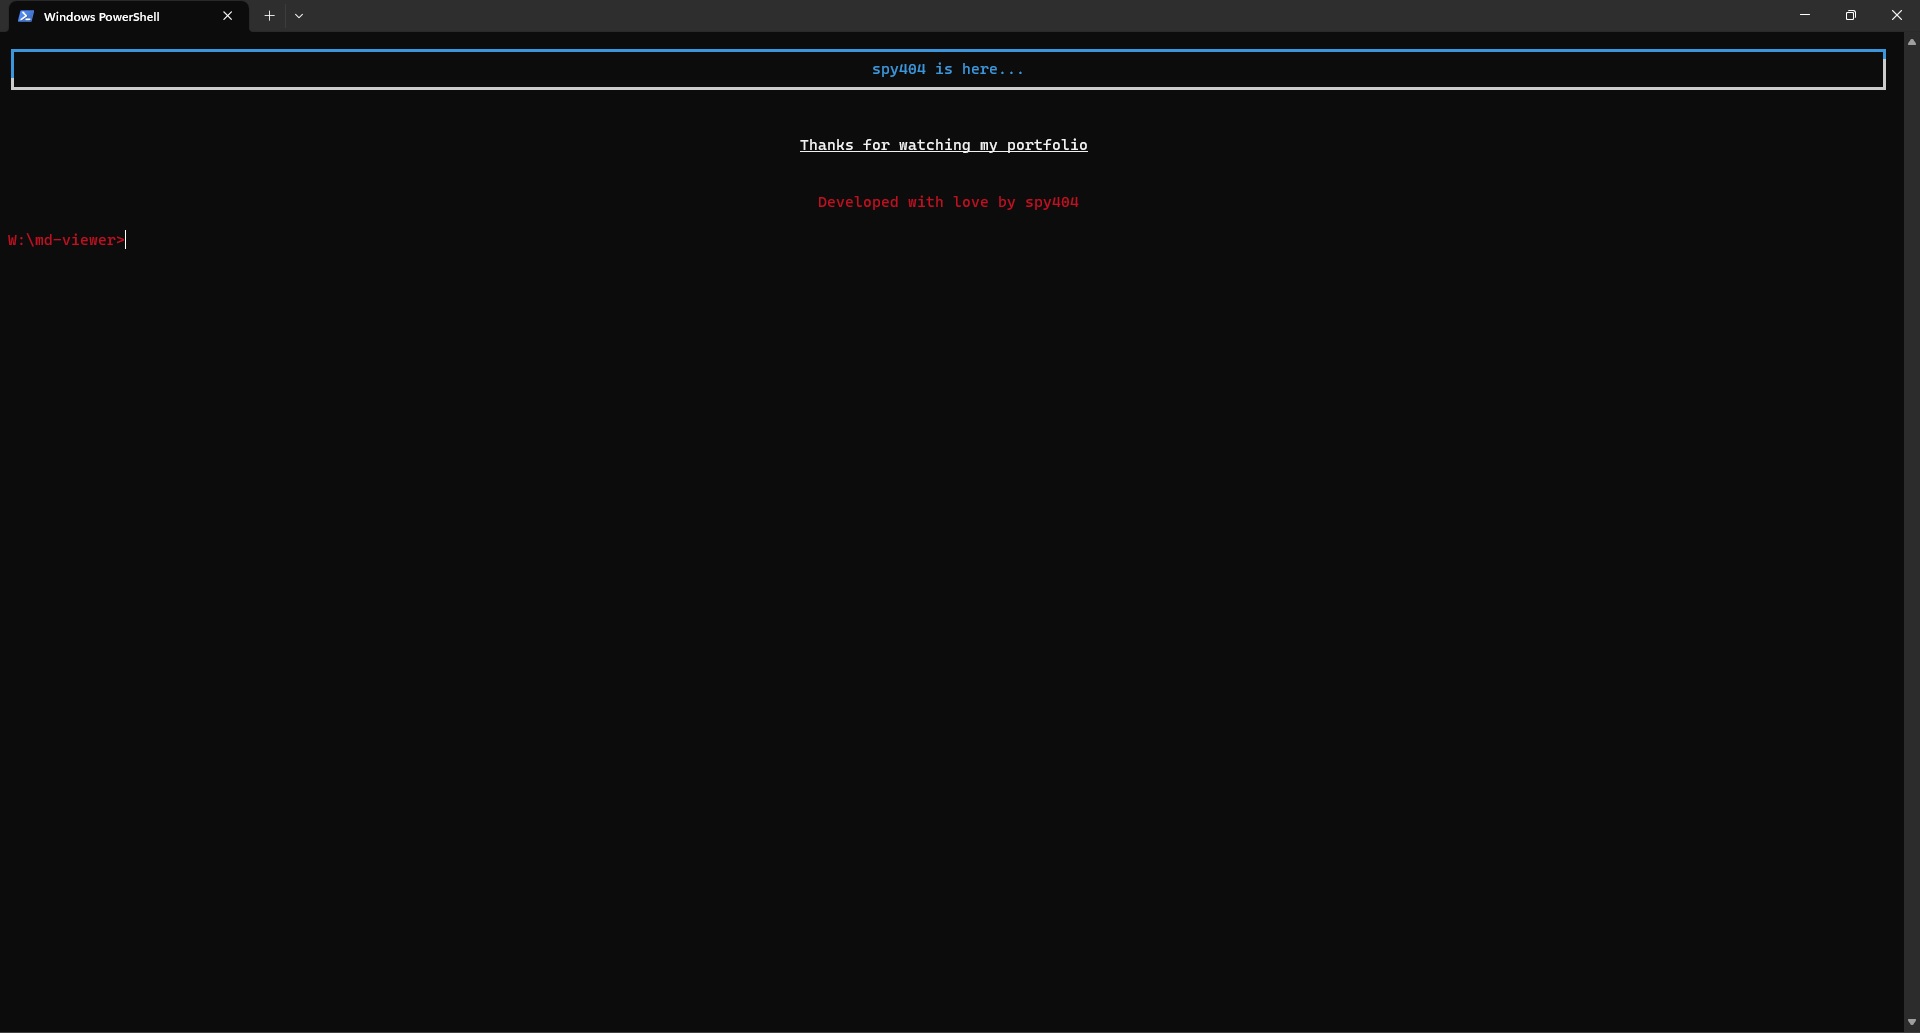 Windows PowerShell
spy404 is here...
Thanks for watching my portfolio
Developed with love by spy404
W:\md-viewer>